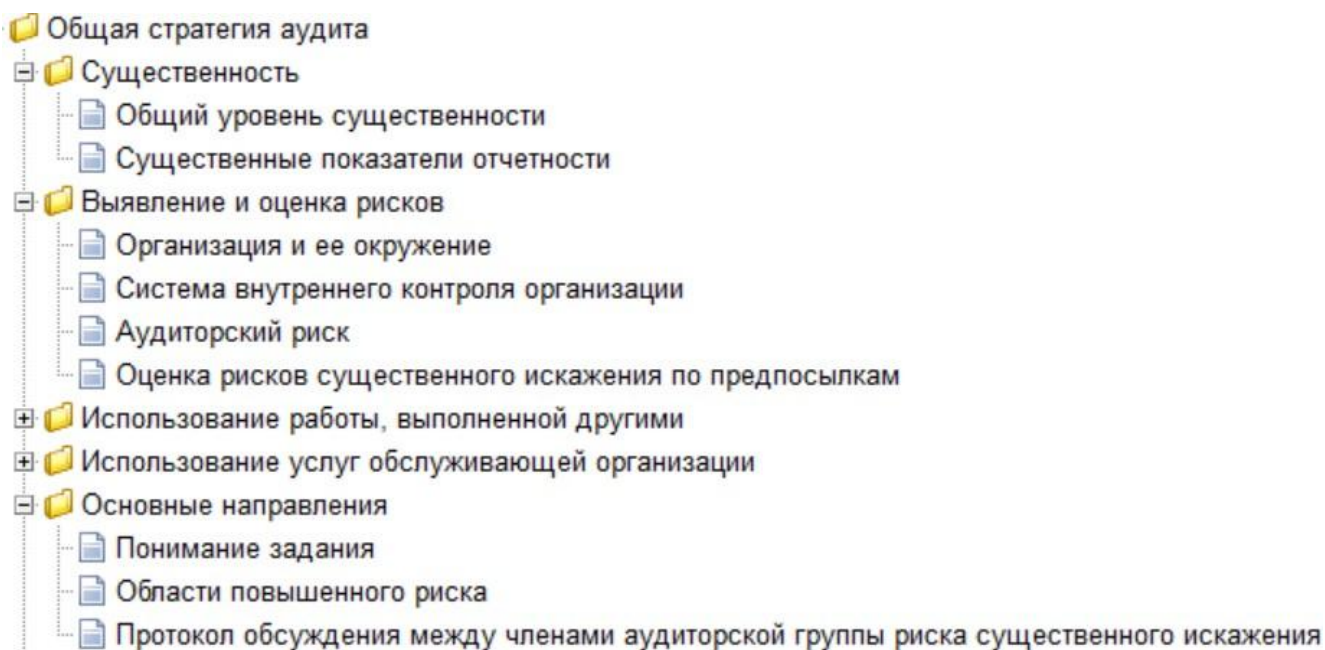 Общая стратегия аудита
Существенность
Общий уровень существенности
Существенные показатели отчетности
Выявление и оценка рисков
Организация и ее окружение
Система внутреннего контроля организации
Аудиторский риск
Оценка рисков существенного искажения по предпосылкам
Использование работы, выполненной другими
Использование услуг обслуживающей организации
Основные направления
Понимание задания
Области повышенного риска
Протокол обсуждения между членами аудиторской группы риска существенного искажения